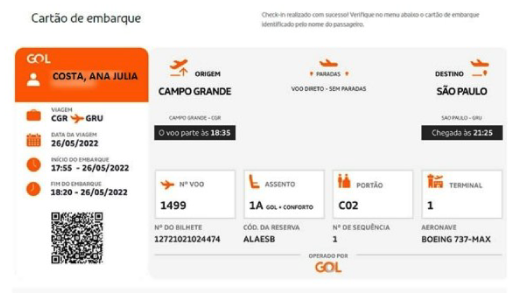 Cartão de embarque
Check-in realizado com sucesso! Verifique no menu abaixo o cartão de embarque
identificado pelo nome do passageiro.
GOL
COSTA, ANA JULIA
VIAGEM
CGR GRU
DATA DA VIAGEM
26/05/2022
INÍCIO DO EMBARQUE
17:55 - 26/05/2022
FIM DO EMBARQUE
18:20 - 26/05/2022
ORIGEM
CAMPO GRANDE
CAMPO GRANDE - CGR
O voo parte às 18:35
PARADAS
VOO DIRETO - SEM PARADAS
DESTINO
SÃO PAULO
SAO PAULO - GRU
Chegada às 21:25
Nº VOO
1499
ASSENTO
1A GOL + CONFORTO
PORTÃO
C02
TERMINAL
1
Nº DO BILHETE
12721021024474
CÓD. DA RESERVA
ALAESB
Nº DE SEQUÊNCIA
1
AERONAVE
BOEING 737-MAX
OPERADO POR
GOL